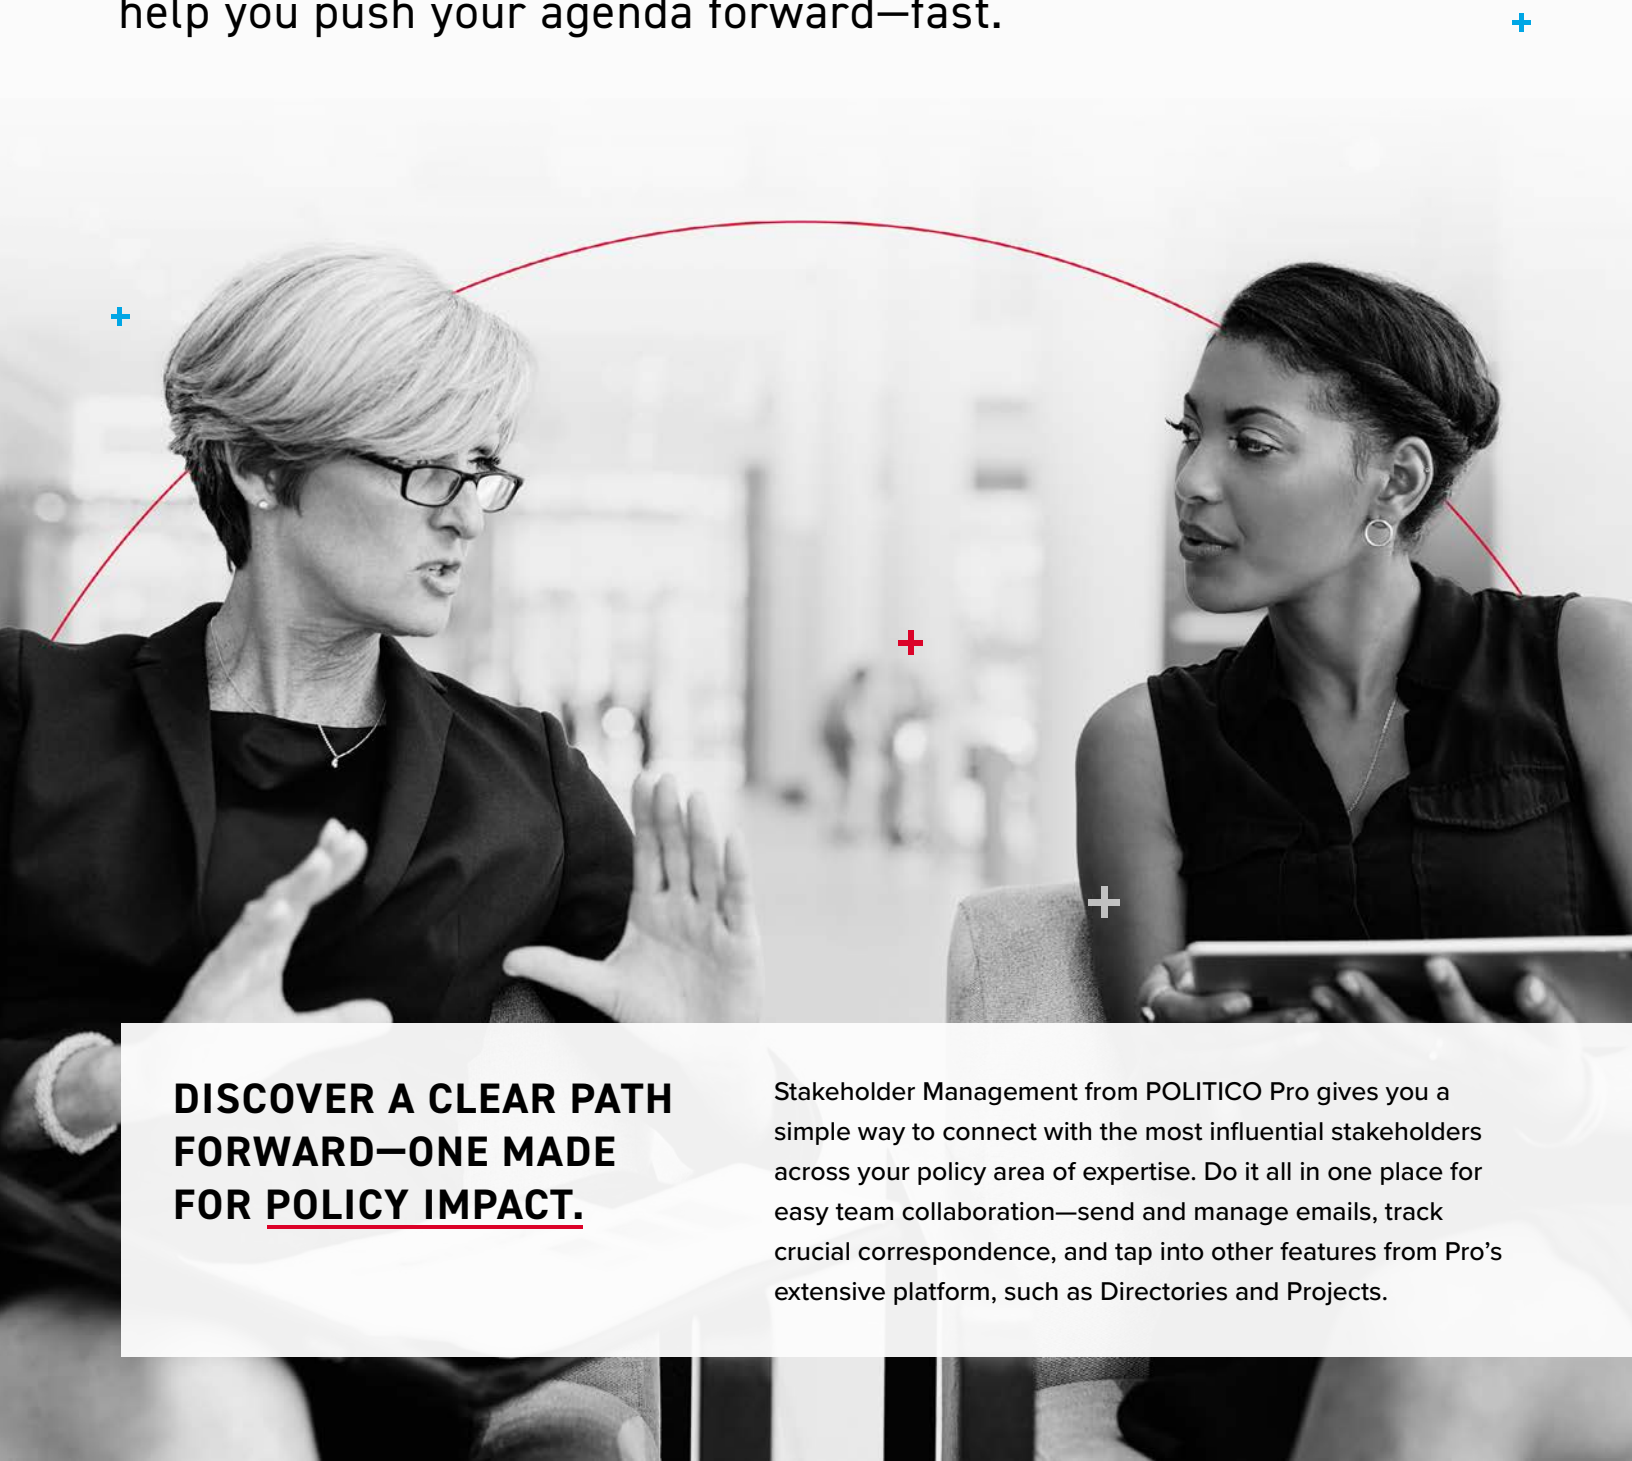 help you push your agenda forward—fast.
DISCOVER A CLEAR PATH
FORWARD—ONE MADE
FOR POLICY IMPACT.
Stakeholder Management from POLITICO Pro gives you a
simple way to connect with the most influential stakeholders
across your policy area of expertise. Do it all in one place for
easy team collaboration—send and manage emails, track
crucial correspondence, and tap into other features from Pro’s
extensive platform, such as Directories and Projects.